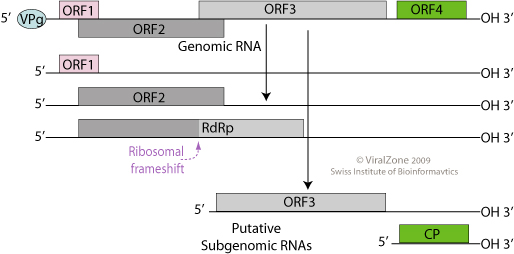 5' VPg ORF1 ORF3 ORF4 OH 3'
ORF2
Genomic RNA
5' ORF1 OH 3'
5' ORF2 OH 3'
5' RdRp OH 3'
Ribosomal
frameshift
© ViralZone 2009
Swiss Institute of Bioinformavtics
5' ORF3 OH 3'
Putative
Subgenomic RNAs
5' CP OH 3'